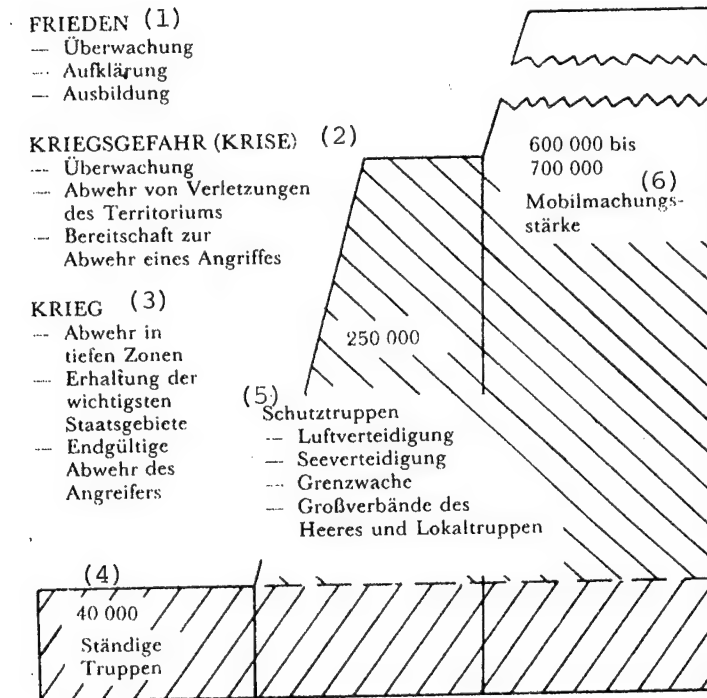 FRIEDEN (1)
— Überwachung
— Aufklärung
— Ausbildung
KRIEGSGEFAHR (KRISE) (2)
— Überwachung
— Abwehr von Verletzungen
des Territoriums
— Bereitschaft zur
Abwehr eines Angriffes
KRIEG (3)
— Abwehr in
tiefen Zonen
— Erhaltung der
wichtigsten
Staatsgebiete
— Endgültige
Abwehr des
Angreifers
600 000 bis
700 000 (6)
Mobilmachungs-
stärke
250 000
(5)
Schutztruppen
— Luftverteidigung
— Seeverteidigung
— Grenzwache
— Großverbände des
Heeres und Lokaltruppen
(4)
40 000
Ständige
Truppen